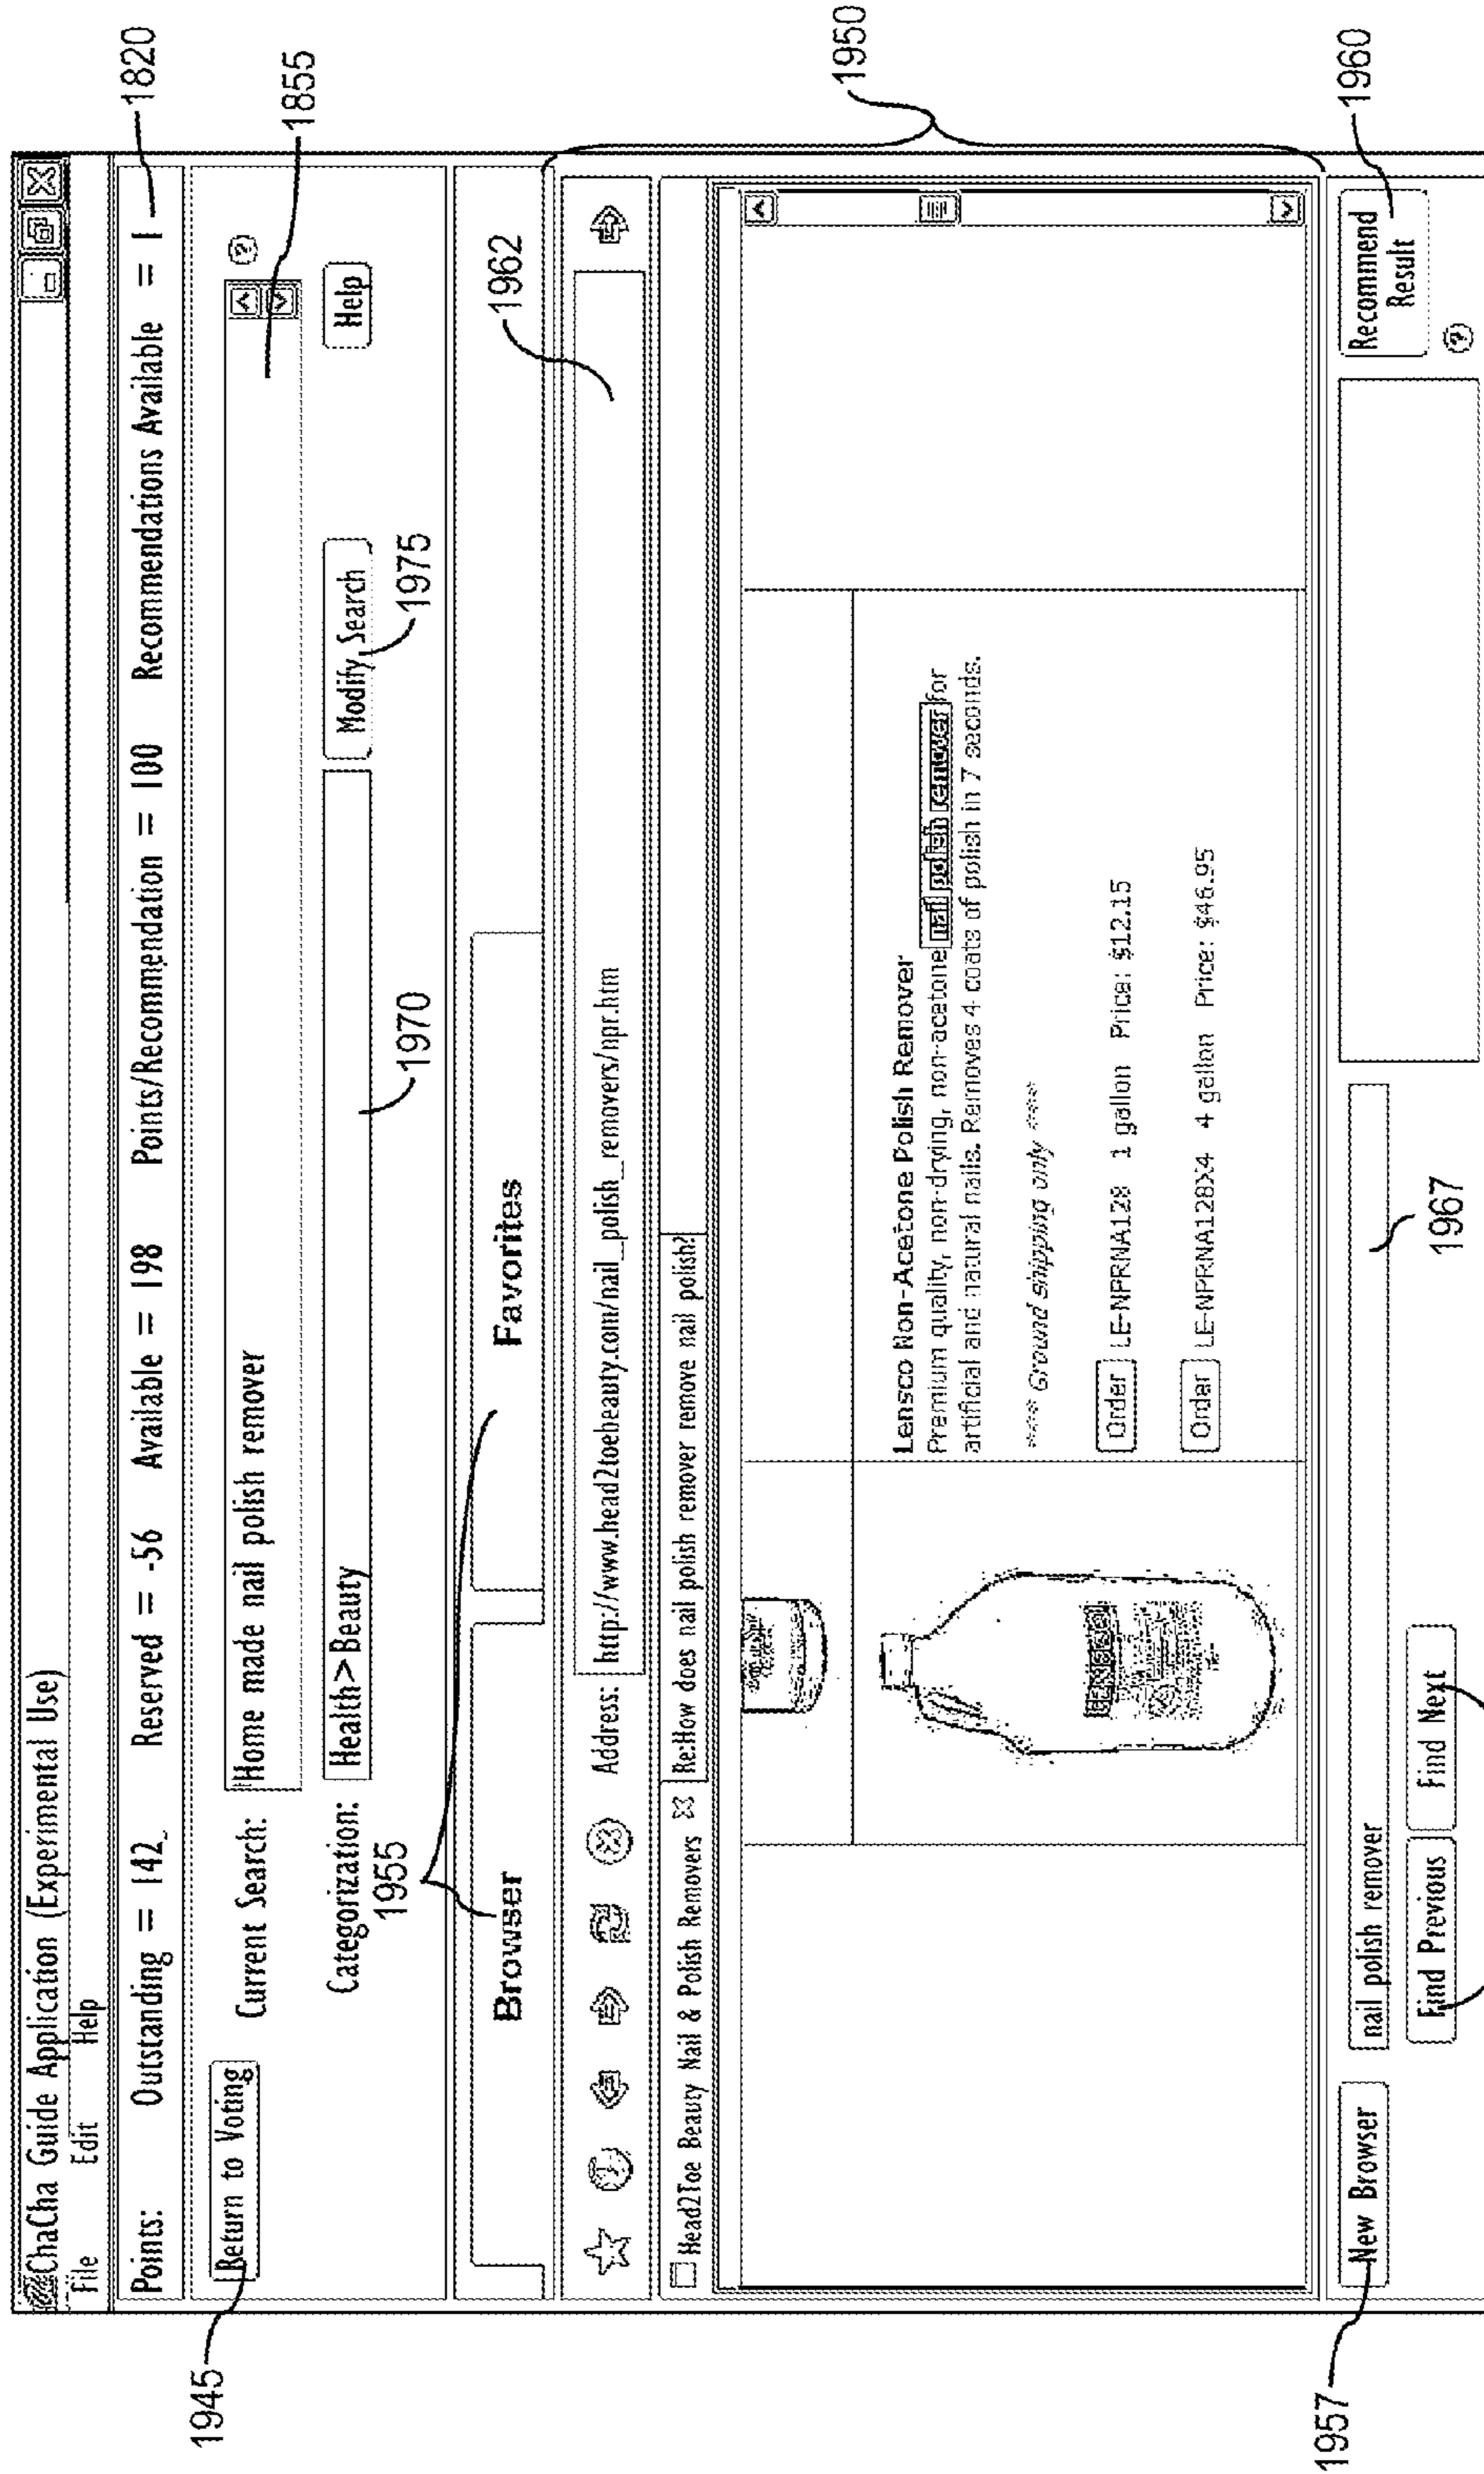 ChaCha Guide Application (Experimental Use)
File Edit Help
Points: Outstanding = 142 Reserved = -56 Available = 198 Points/Recommendation = 100 Recommendations Available = 1
1820
1945
Return to Voting
Current Search: Home made nail polish remover
1855
Categorization: Health>Beauty
Modify Search
Help
1955
1970
1975
Browser
Favorites
1962
Address: http://www.head2toebeauty.com/nail_polish_removers/npr.htm
Head2Toe Beauty Nail & Polish Removers
Re:How does nail polish remover remove nail polish?
1950
Lensco Non-Acetone Polish Remover
Premium quality, non-drying, non-acetone nail polish remover for
artificial and natural nails. Removes 4 coats of polish in 7 seconds.
*** Ground shipping only ***
Order LE-NPRNA128 1 gallon Price: $12.15
Order LE-NPRNA128X4 4 gallon Price: $46.95
1957
New Browser
nail polish remover
1967
Find Previous
Find Next
Recommend
Result
1960